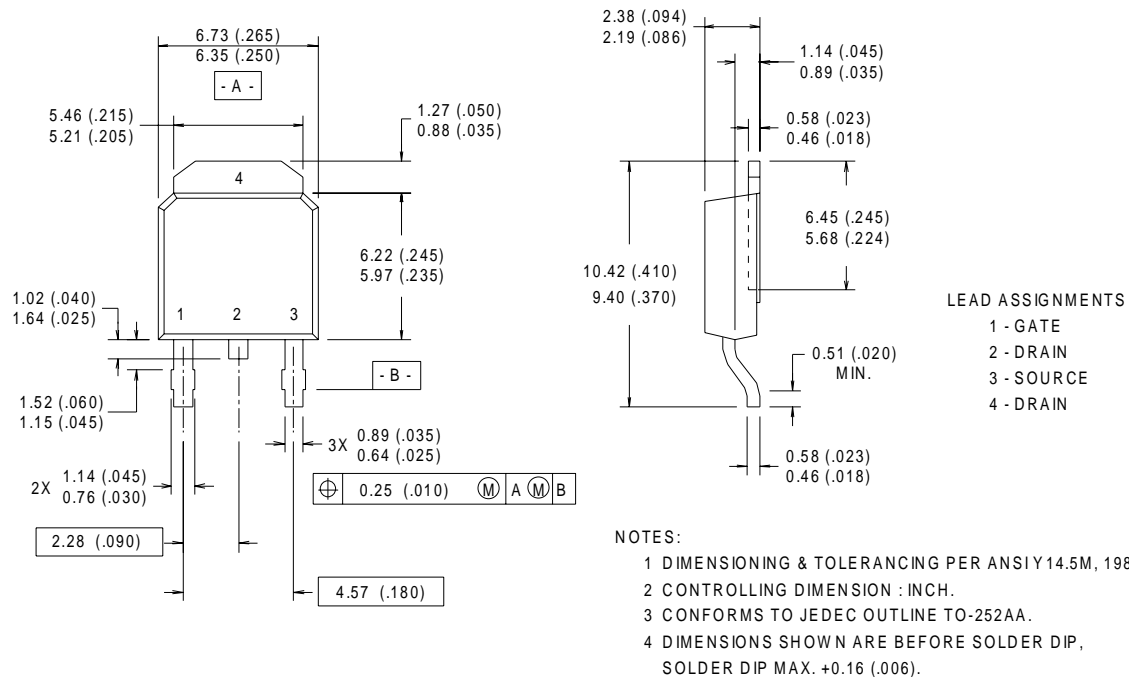 6.73 (.265)
6.35 (.250)
- A -
5.46 (.215)
5.21 (.205)
1.27 (.050)
0.88 (.035)
4
6.22 (.245)
5.97 (.235)
1.02 (.040)
1.64 (.025)
1 2 3
1.52 (.060)
1.15 (.045)
- B -
3X 0.89 (.035)
0.64 (.025)
2X 1.14 (.045)
0.76 (.030)
⌖ 0.25 (.010) Ⓜ A Ⓜ B
2.28 (.090)
4.57 (.180)
2.38 (.094)
2.19 (.086)
1.14 (.045)
0.89 (.035)
0.58 (.023)
0.46 (.018)
6.45 (.245)
5.68 (.224)
10.42 (.410)
9.40 (.370)
0.51 (.020)
MIN.
0.58 (.023)
0.46 (.018)
LEAD ASSIGNMENTS
1 - GATE
2 - DRAIN
3 - SOURCE
4 - DRAIN
NOTES:
1 DIMENSIONING & TOLERANCING PER ANSI Y14.5M, 198
2 CONTROLLING DIMENSION : INCH.
3 CONFORMS TO JEDEC OUTLINE TO-252AA.
4 DIMENSIONS SHOWN ARE BEFORE SOLDER DIP,
SOLDER DIP MAX. +0.16 (.006).